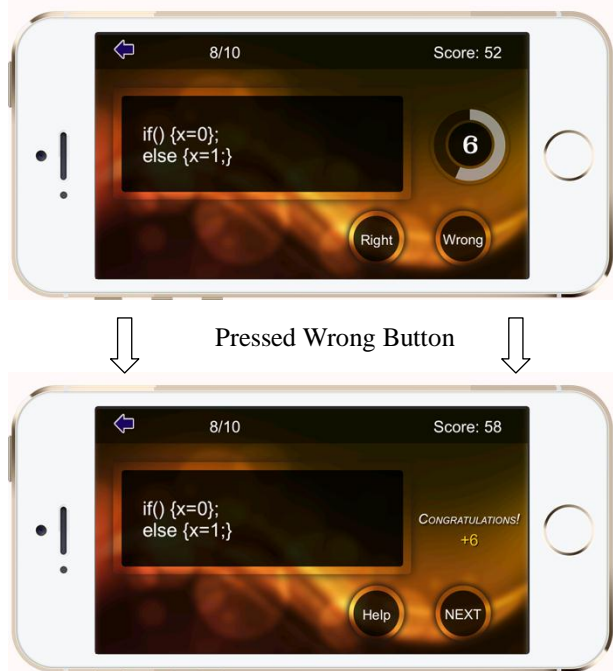 8/10 Score: 52
if() {x=0};
else {x=1;}
6
Right Wrong
Pressed Wrong Button
8/10 Score: 58
if() {x=0};
else {x=1;}
CONGRATULATIONS!
+6
Help NEXT